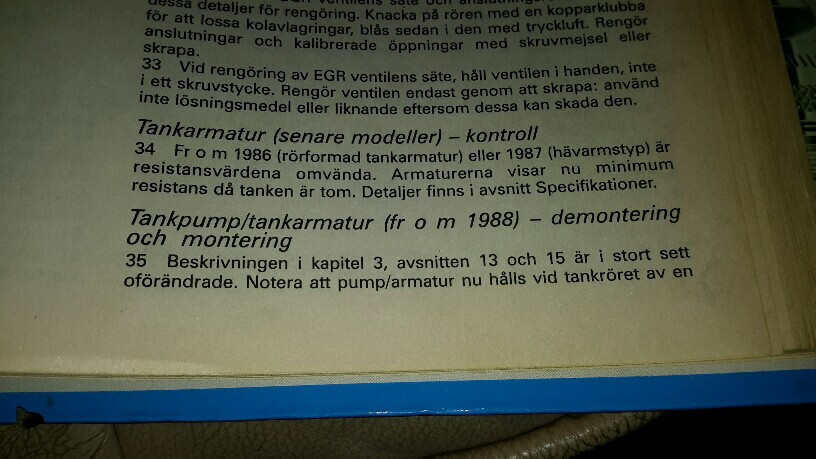 dessa detaljer för rengöring. Knacka på rören med en kopparklubba
för att lossa kolavlagringar, blås sedan i den med tryckluft. Rengör
anslutningar och kalibrerade öppningar med skruvmejsel eller
skrapa.
33 Vid rengöring av EGR ventilens säte, håll ventilen i handen, inte
i ett skruvstycke. Rengör ventilen endast genom att skrapa: använd
inte lösningsmedel eller liknande eftersom dessa kan skada den.
Tankarmatur (senare modeller) – kontroll
34 Fr o m 1986 (rörformad tankarmatur) eller 1987 (hävarmstyp) är
resistansvärdena omvända. Armaturerna visar nu minimum
resistans då tanken är tom. Detaljer finns i avsnitt Specifikationer.
Tankpump/tankarmatur (fr o m 1988) – demontering
och montering
35 Beskrivningen i kapitel 3, avsnitten 13 och 15 är i stort sett
oförändrade. Notera att pump/armatur nu hålls vid tankröret av en